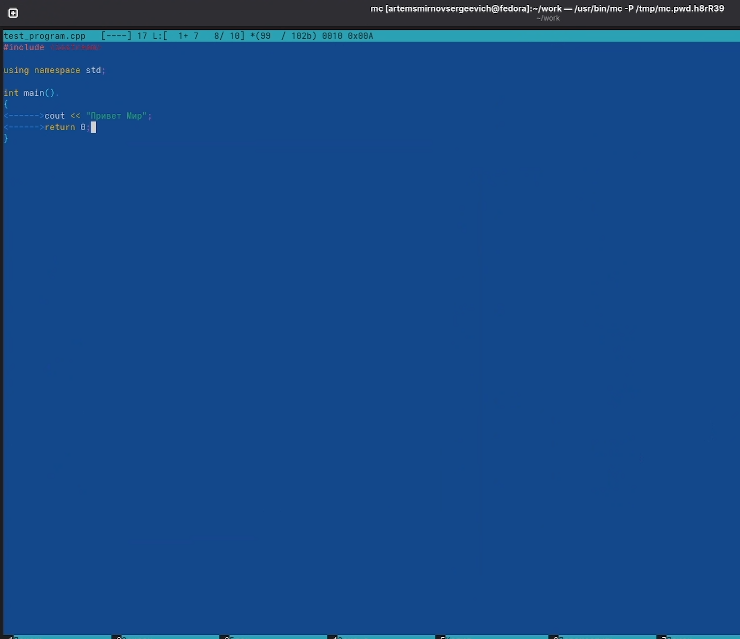 mc [artemsmirnovsergeevich@fedora]:~/work — /usr/bin/mc -P /tmp/mc.pwd.h8rR39
~/work
test_program.cpp [----] 17 L:[ 1+ 7 8/ 10] *(99 / 102b) 0010 0x00A
#include
using namespace std;
int main().
{
<------>cout << "Привет Мир";
<------>return 0;
}